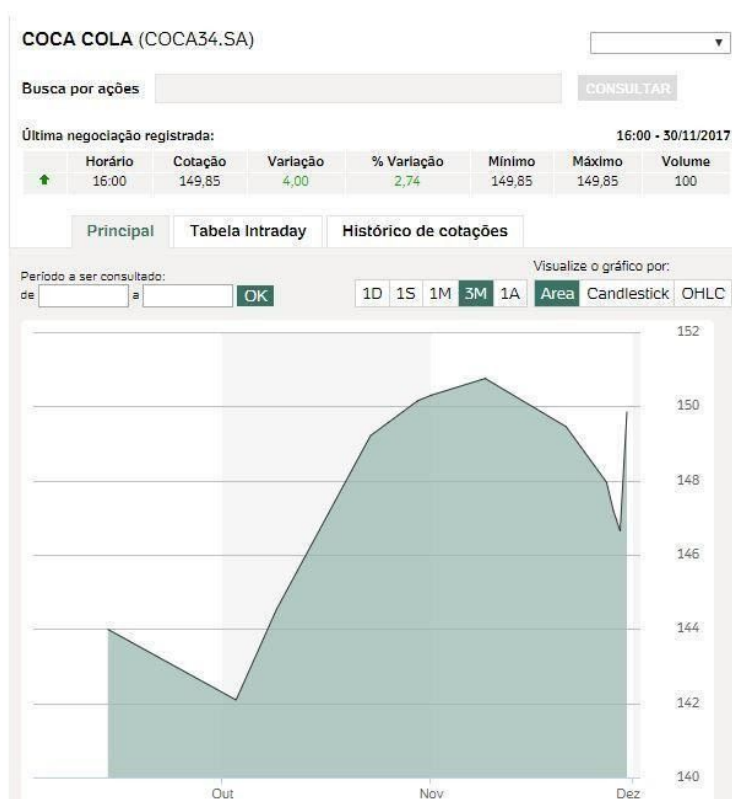 COCA COLA (COCA34.SA)
Busca por ações CONSULTAR
Última negociação registrada: 16:00 - 30/11/2017
Horário Cotação Variação % Variação Mínimo Máximo Volume
16:00 149,85 4,00 2,74 149,85 149,85 100
Principal Tabela Intraday Histórico de cotações
Período a ser consultado: Visualize o gráfico por:
de a OK 1D 1S 1M 3M 1A Area Candlestick OHLC
152
150
148
146
144
142
140
Out Nov Dez